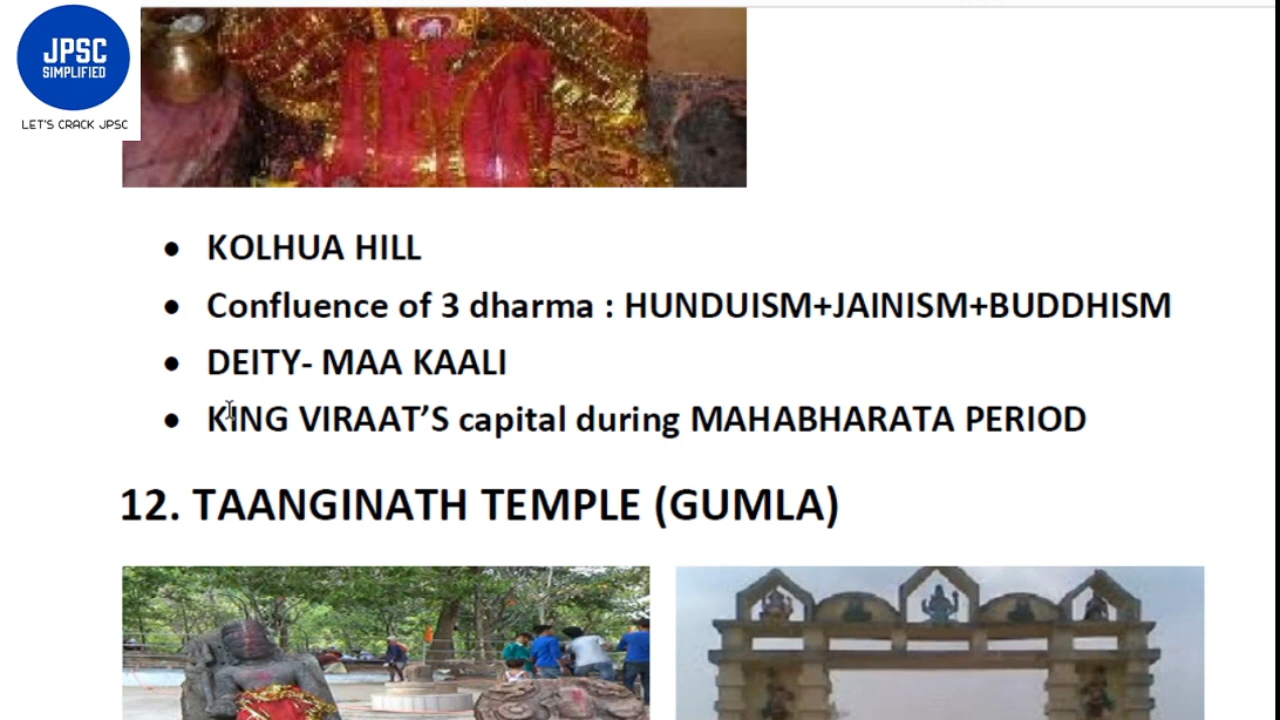 JPSC
SIMPLIFIED
LET'S CRACK JPSC
• KOLHUA HILL
• Confluence of 3 dharma : HUNDUISM+JAINISM+BUDDHISM
• DEITY- MAA KAALI
• KING VIRAAT’S capital during MAHABHARATA PERIOD
12. TAANGINATH TEMPLE (GUMLA)